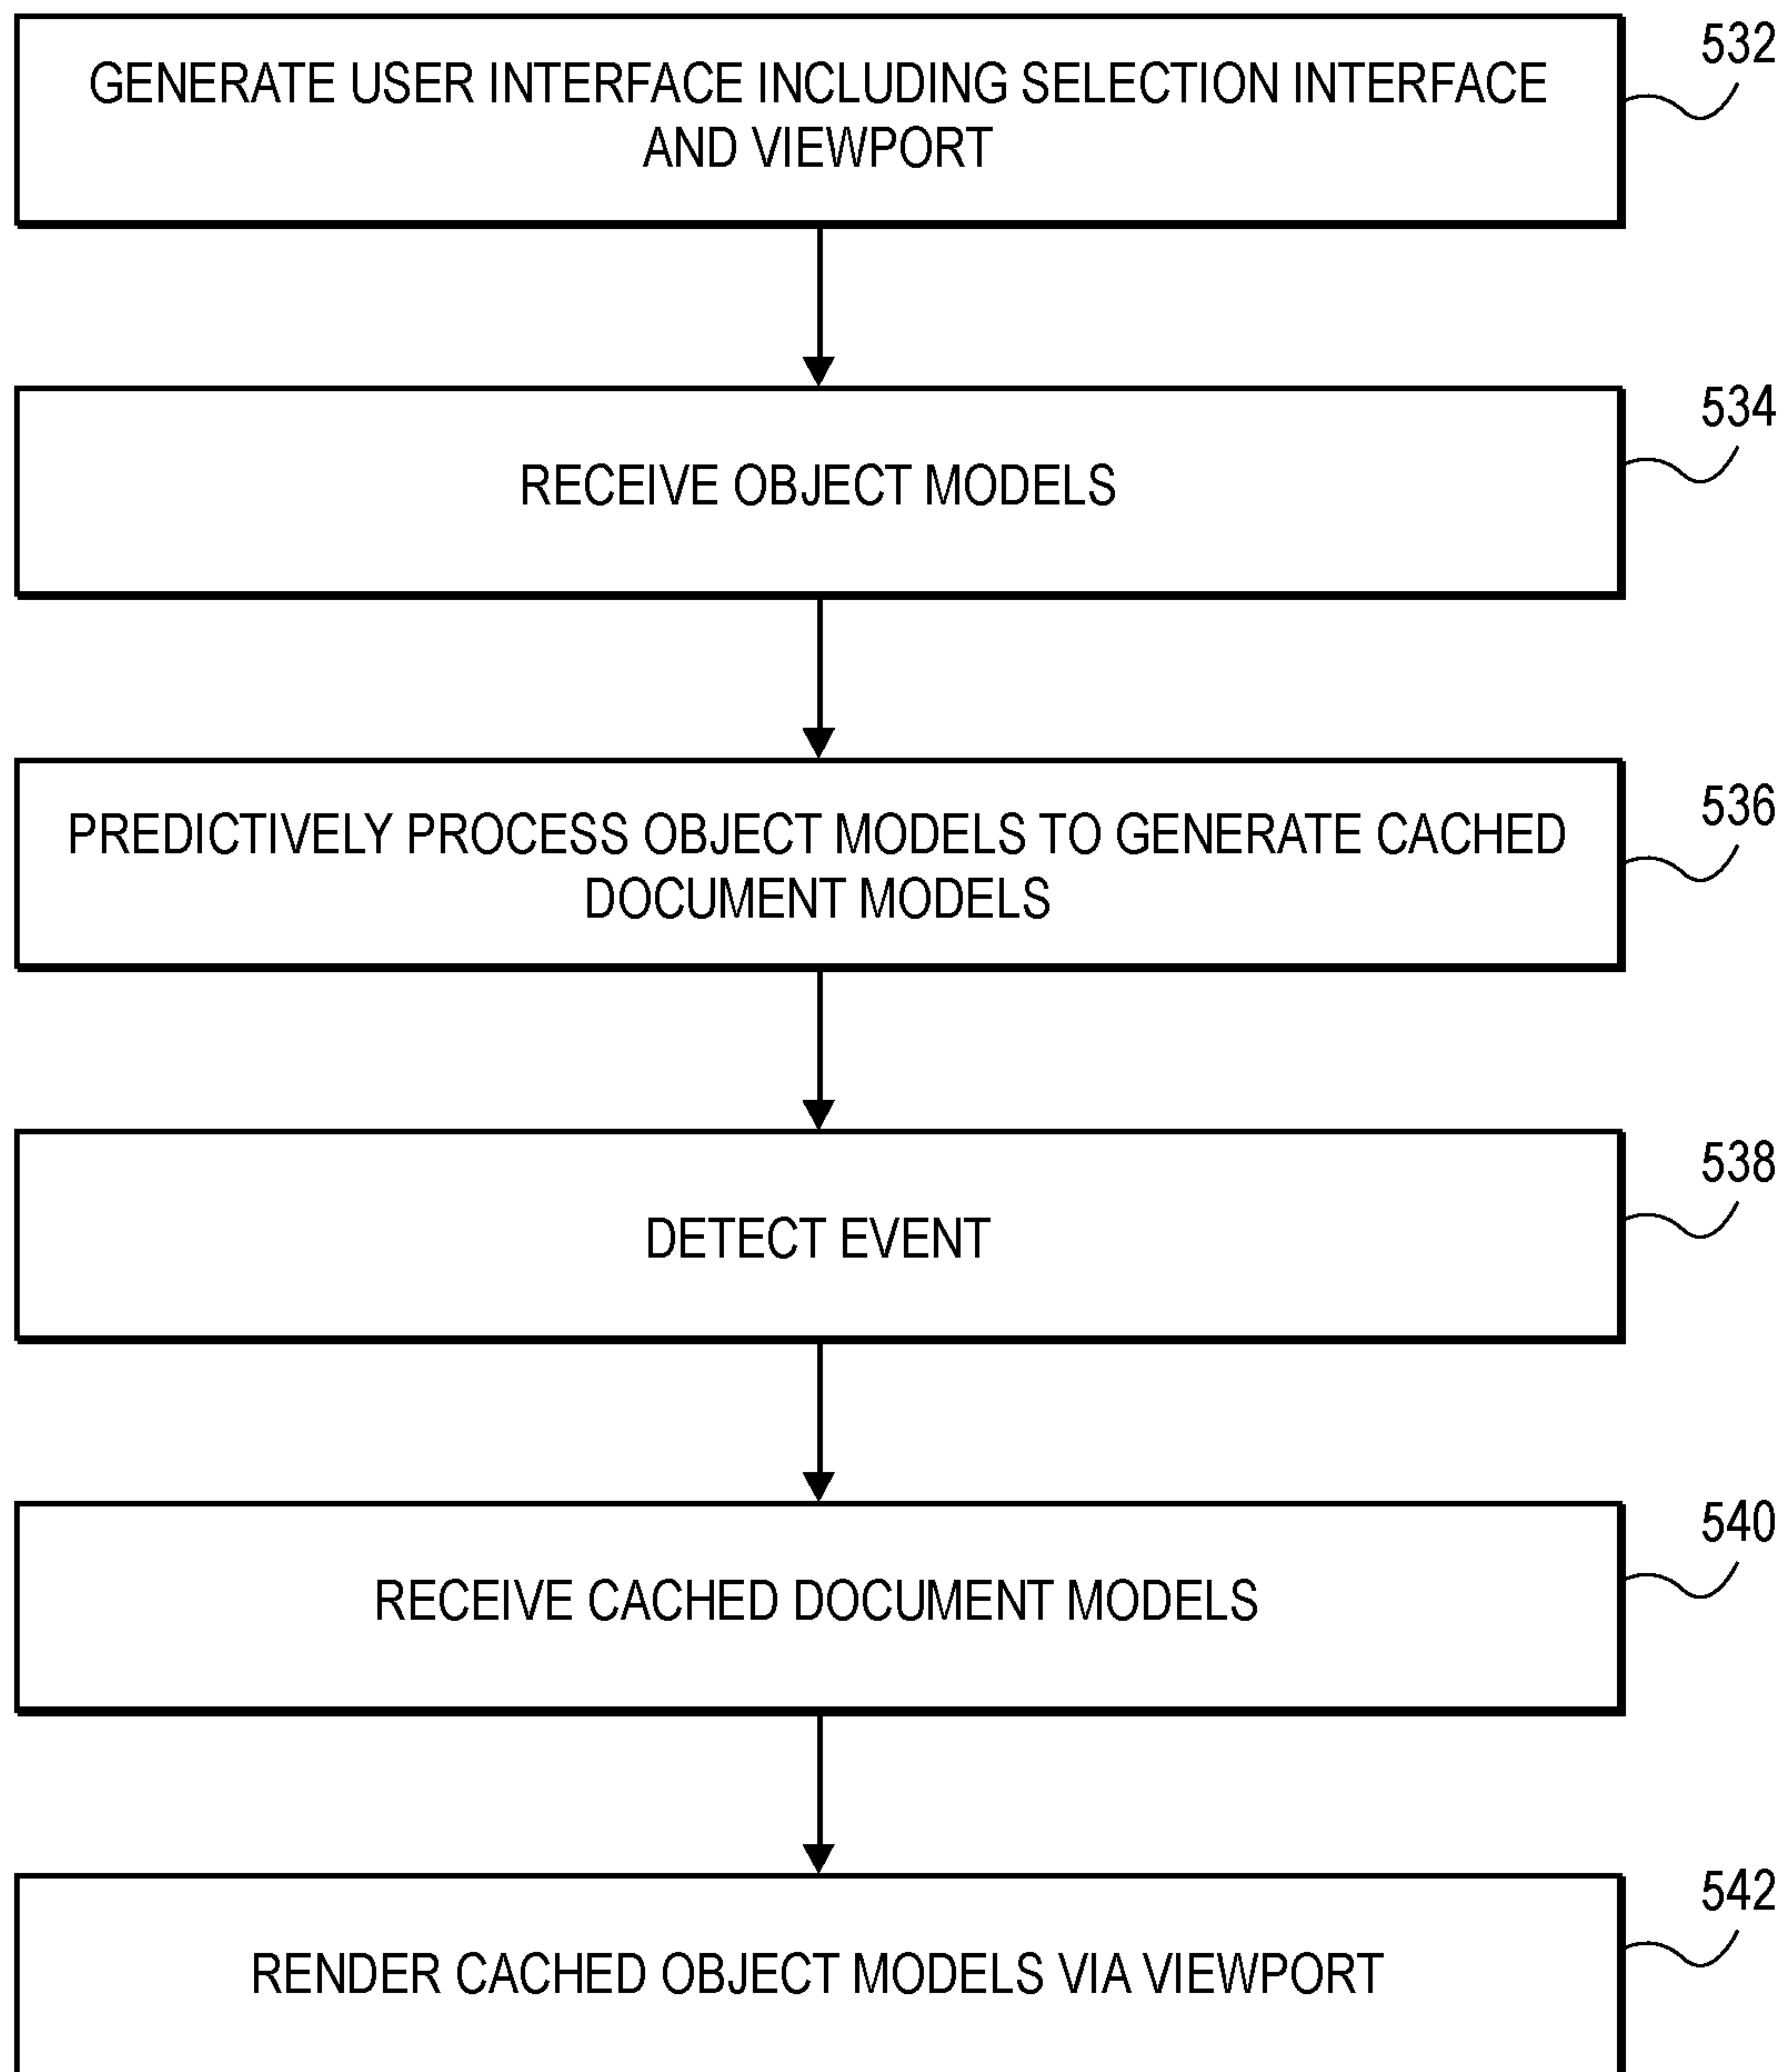 532
GENERATE USER INTERFACE INCLUDING SELECTION INTERFACE
AND VIEWPORT
534
RECEIVE OBJECT MODELS
536
PREDICTIVELY PROCESS OBJECT MODELS TO GENERATE CACHED
DOCUMENT MODELS
538
DETECT EVENT
540
RECEIVE CACHED DOCUMENT MODELS
542
RENDER CACHED OBJECT MODELS VIA VIEWPORT